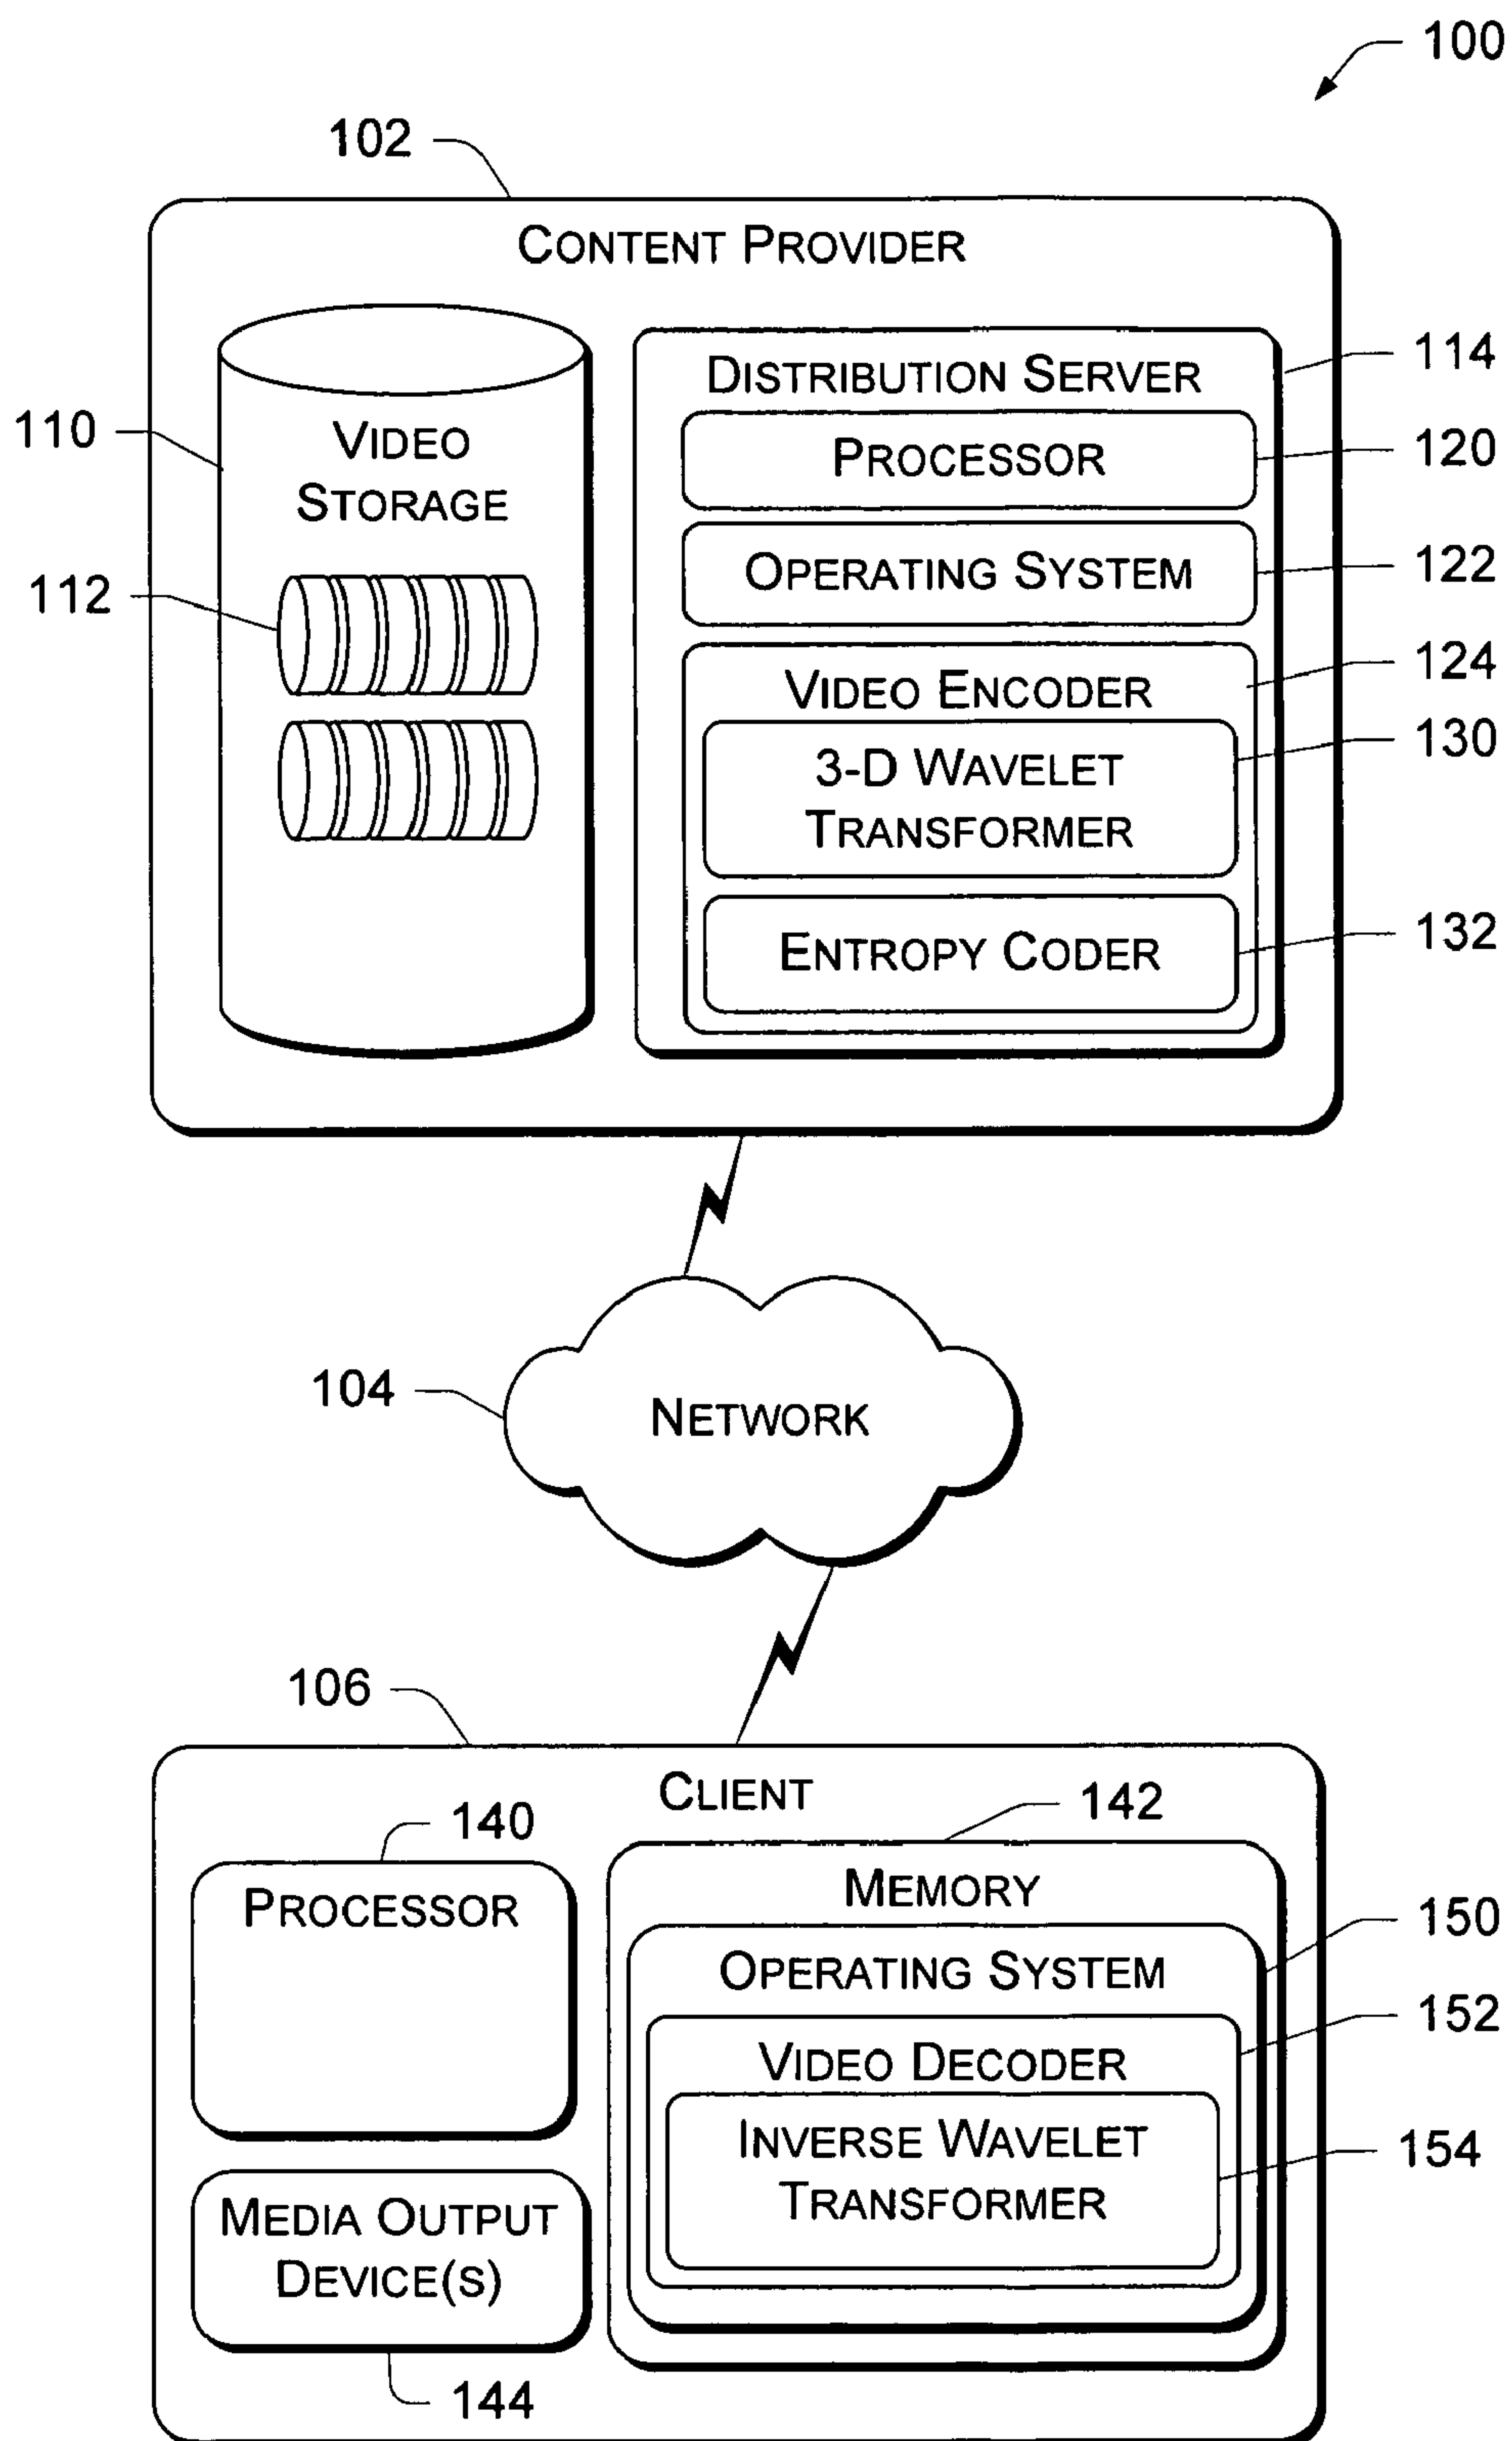 100
102
CONTENT PROVIDER
114
DISTRIBUTION SERVER
110
VIDEO
STORAGE
120
PROCESSOR
122
OPERATING SYSTEM
112
124
VIDEO ENCODER
130
3-D WAVELET
TRANSFORMER
132
ENTROPY CODER
104
NETWORK
106
CLIENT
140
PROCESSOR
142
MEMORY
150
OPERATING SYSTEM
152
VIDEO DECODER
INVERSE WAVELET
TRANSFORMER
154
MEDIA OUTPUT
DEVICE(S)
144